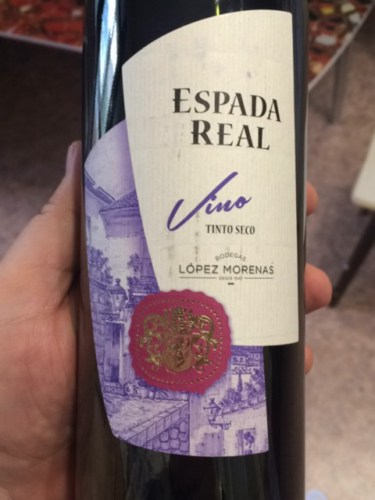 ESPADA
REAL
Vino
TINTO SECO
BODEGAS
LÓPEZ MORENAS